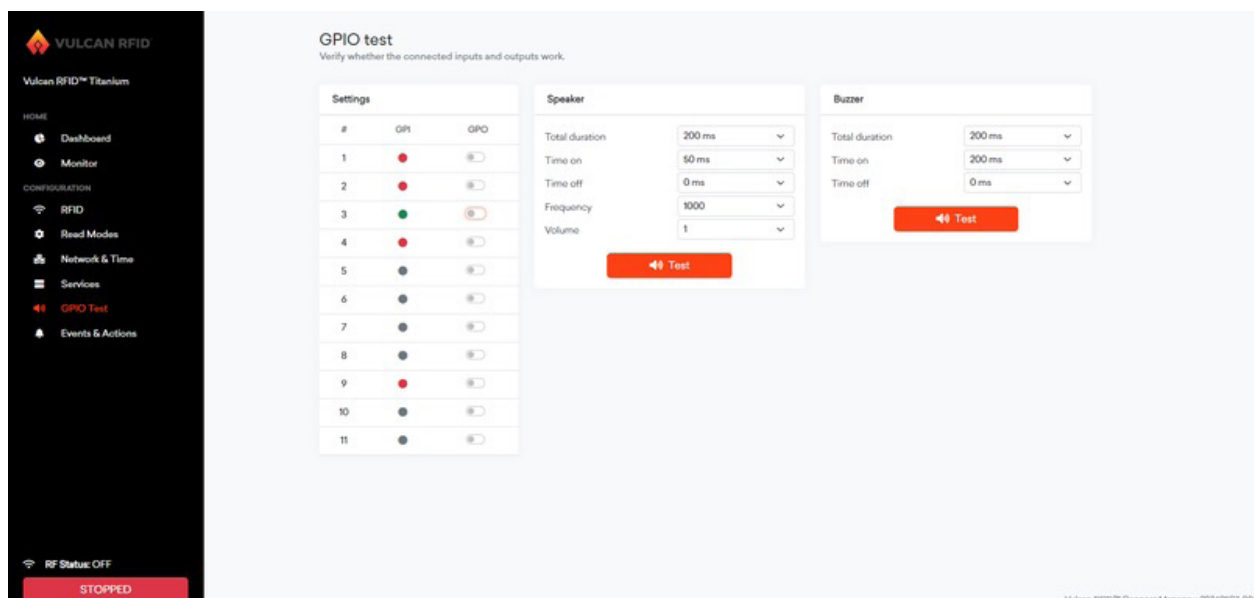 VULCAN RFID
Vulcan RFID™ Titanium
HOME
Dashboard
Monitor
CONFIGURATION
RFID
Read Modes
Network & Time
Services
GPIO Test
Events & Actions
RF Status: OFF
STOPPED
GPIO test
Verify whether the connected inputs and outputs work.
Settings
# GPI GPO
1
2
3
4
5
6
7
8
9
10
11
Speaker
Total duration 200 ms
Time on 50 ms
Time off 0 ms
Frequency 1000
Volume 1
Test
Buzzer
Total duration 200 ms
Time on 200 ms
Time off 0 ms
Test